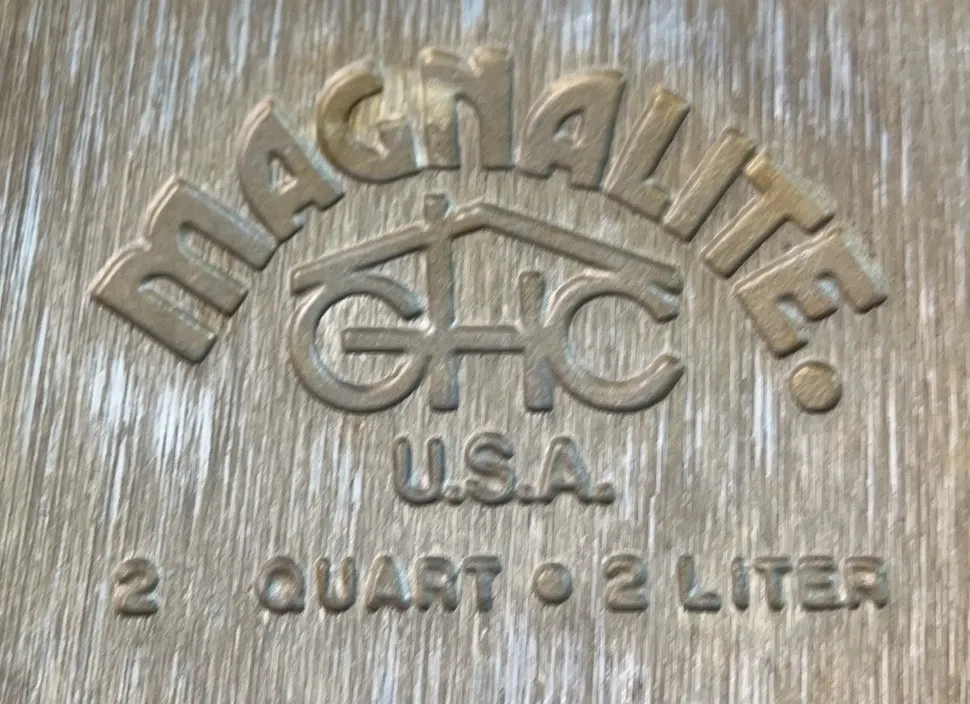 MAGNALITE.
GHC
U.S.A.
2 QUART • 2 LITER